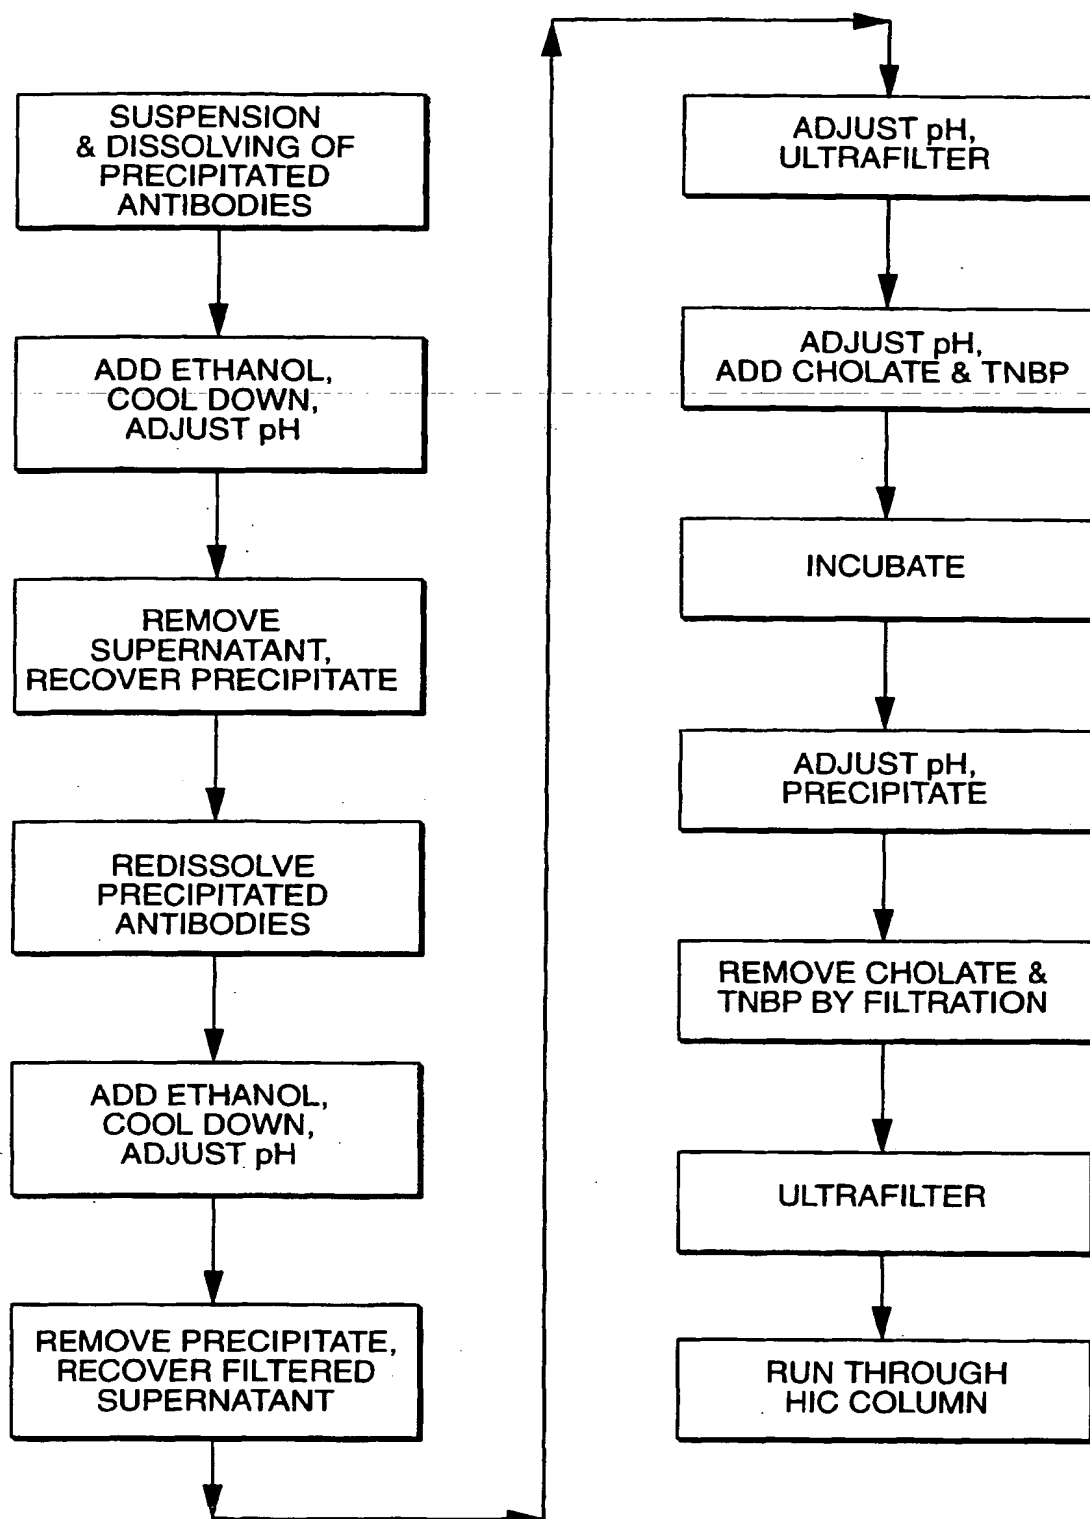 SUSPENSION
& DISSOLVING OF
PRECIPITATED
ANTIBODIES
ADD ETHANOL,
COOL DOWN,
ADJUST pH
REMOVE
SUPERNATANT,
RECOVER PRECIPITATE
REDISSOLVE
PRECIPITATED
ANTIBODIES
ADD ETHANOL,
COOL DOWN,
ADJUST pH
REMOVE PRECIPITATE,
RECOVER FILTERED
SUPERNATANT
ADJUST pH,
ULTRAFILTER
ADJUST pH,
ADD CHOLATE & TNBP
INCUBATE
ADJUST pH,
PRECIPITATE
REMOVE CHOLATE &
TNBP BY FILTRATION
ULTRAFILTER
RUN THROUGH
HIC COLUMN